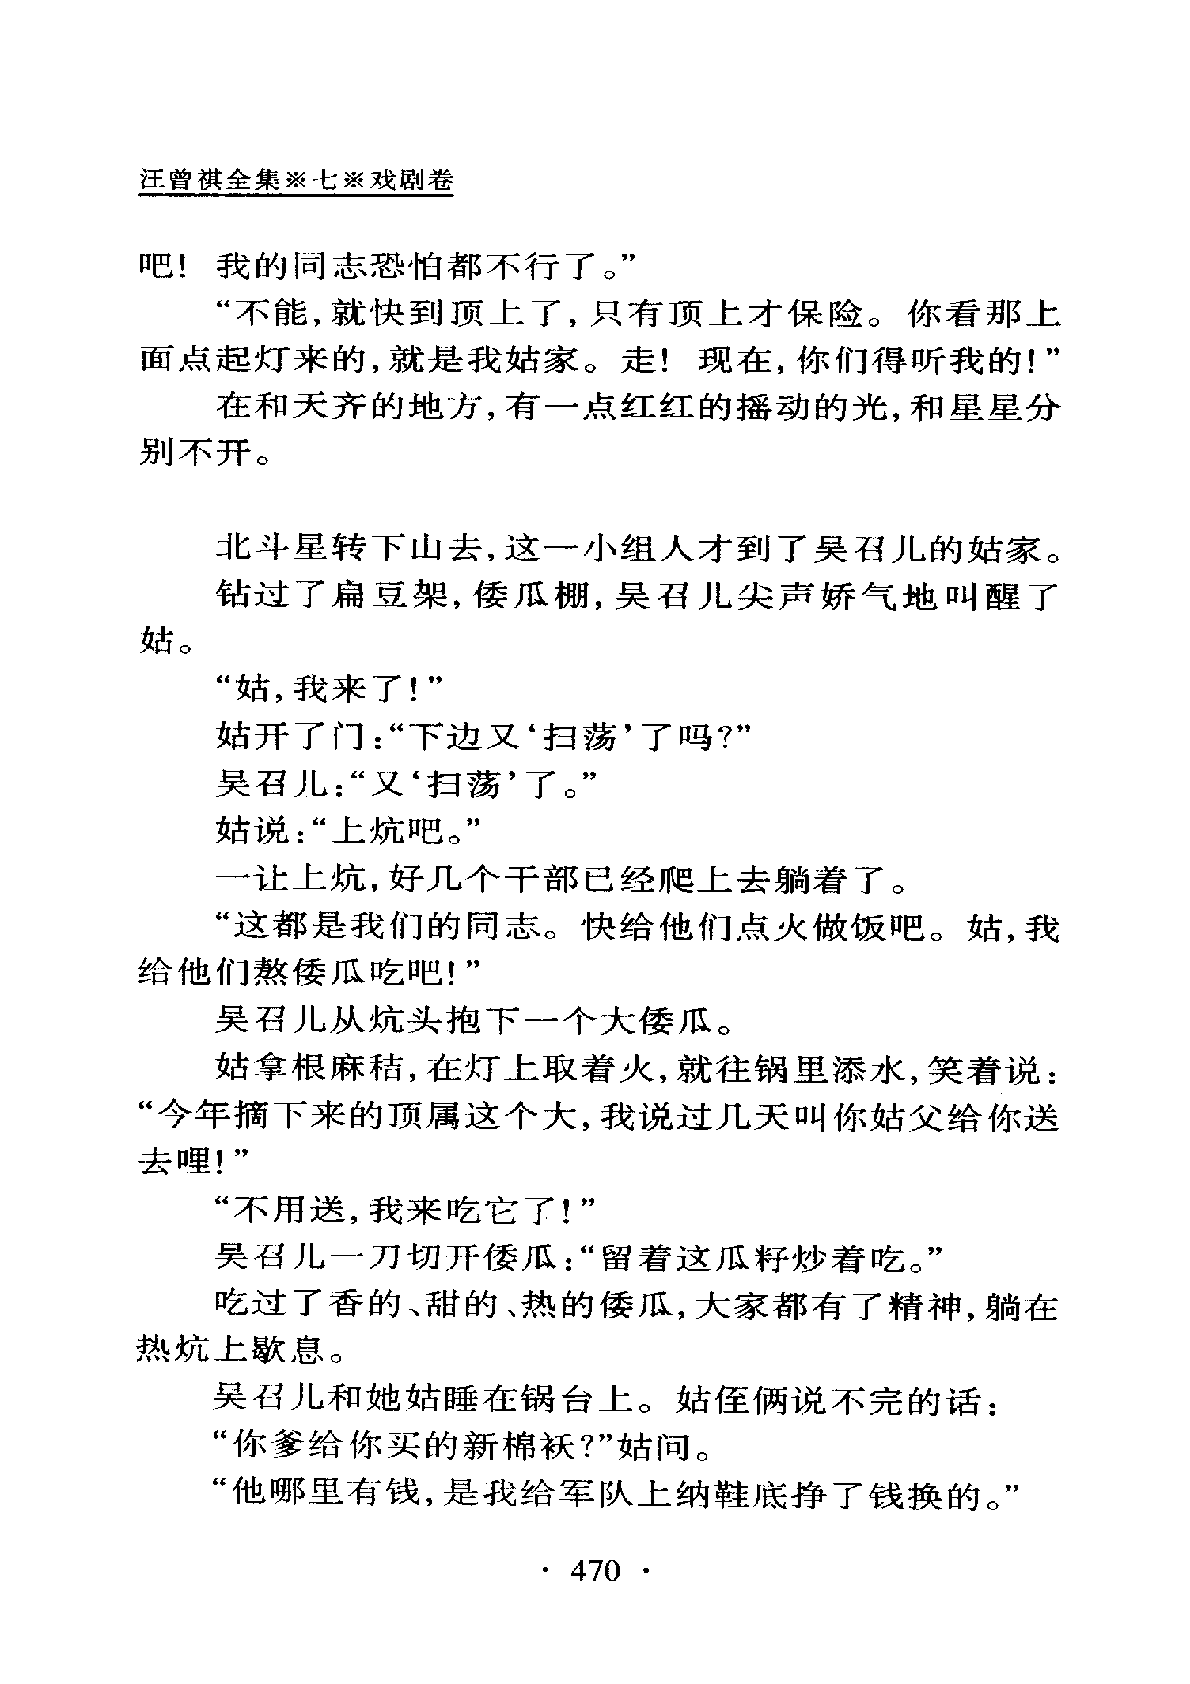 汪曾祺全集※七※戏剧卷
吧！我的同志恐怕都不行了。”
“不能，就快到顶上了，只有顶上才保险。你看那上
面点起灯来的，就是我姑家。走！现在，你们得听我的！”
在和天齐的地方，有一点红红的摇动的光，和星星分
别不开。
北斗星转下山去，这一小组人才到了吴召儿的姑家。
钻过了扁豆架，倭瓜棚，吴召儿尖声娇气地叫醒了
姑。
“姑，我来了！”
姑开了门：“下边又‘扫荡’了吗？”
吴召儿：“又‘扫荡’了。”
姑说：“上炕吧。”
一让上炕，好几个干部已经爬上去躺着了。
“这都是我们的同志。快给他们点火做饭吧。姑，我
给他们熬倭瓜吃吧！”
吴召儿从炕头抱下一个大倭瓜。
姑拿根麻秸，在灯上取着火，就往锅里添水，笑着说：
“今年摘下来的顶属这个大，我说过几天叫你姑父给你送
去哩！”
“不用送，我来吃它了！”
吴召儿一刀切开倭瓜：“留着这瓜籽炒着吃。”
吃过了香的、甜的、热的倭瓜，大家都有了精神，躺在
热炕上歇息。
吴召儿和她姑睡在锅台上。姑侄俩说不完的话：
“你爹给你买的新棉袄？”姑问。
“他哪里有钱，是我给军队上纳鞋底挣了钱换的。”
· 470 ·